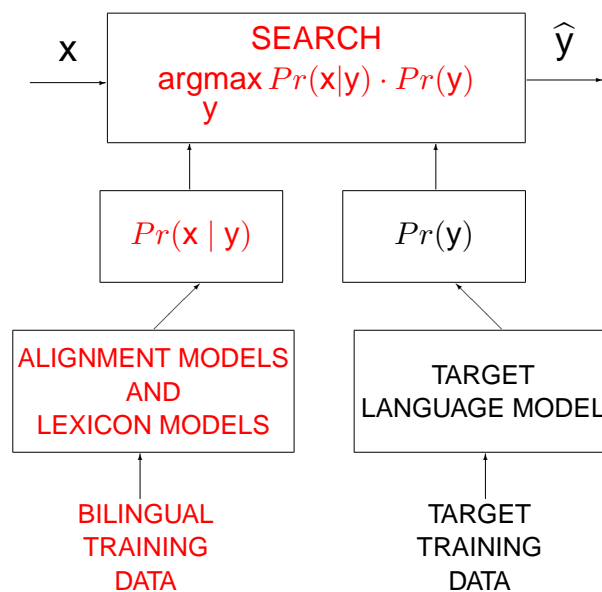 x
SEARCH
argmax Pr(x|y) · Pr(y)
y
ŷ
Pr(x | y)
Pr(y)
ALIGNMENT MODELS
AND
LEXICON MODELS
TARGET
LANGUAGE MODEL
BILINGUAL
TRAINING
DATA
TARGET
TRAINING
DATA